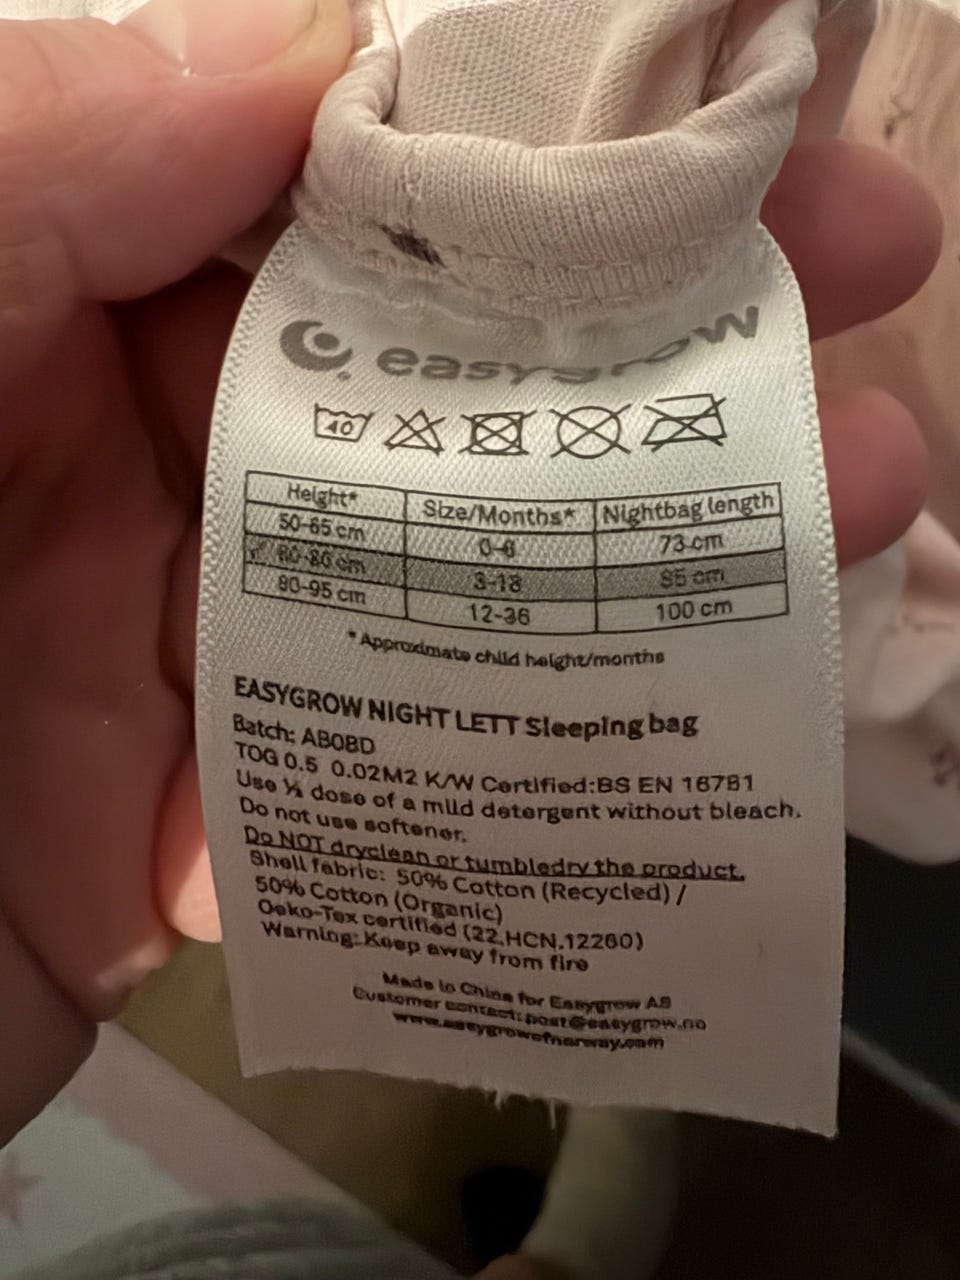 easygrow
40
Height* Size/Months* Nightbag length
50-65 cm 0-6 73 cm
60-80 cm 3-18 85 cm
80-95 cm 12-36 100 cm
* Approximate child height/months
EASYGROW NIGHT LETT Sleeping bag
Batch: AB08D
TOG 0.5 0.02M2 K/W Certified:BS EN 16781
Use ½ dose of a mild detergent without bleach.
Do not use softener.
Do NOT dryclean or tumbledry the product.
Shell fabric: 50% Cotton (Recycled) /
50% Cotton (Organic)
Oeko-Tex certified (22.HCN.12260)
Warning: Keep away from fire
Made in China for Easygrow AS
Customer contact: post@easygrow.no
www.easygrowofnorway.com